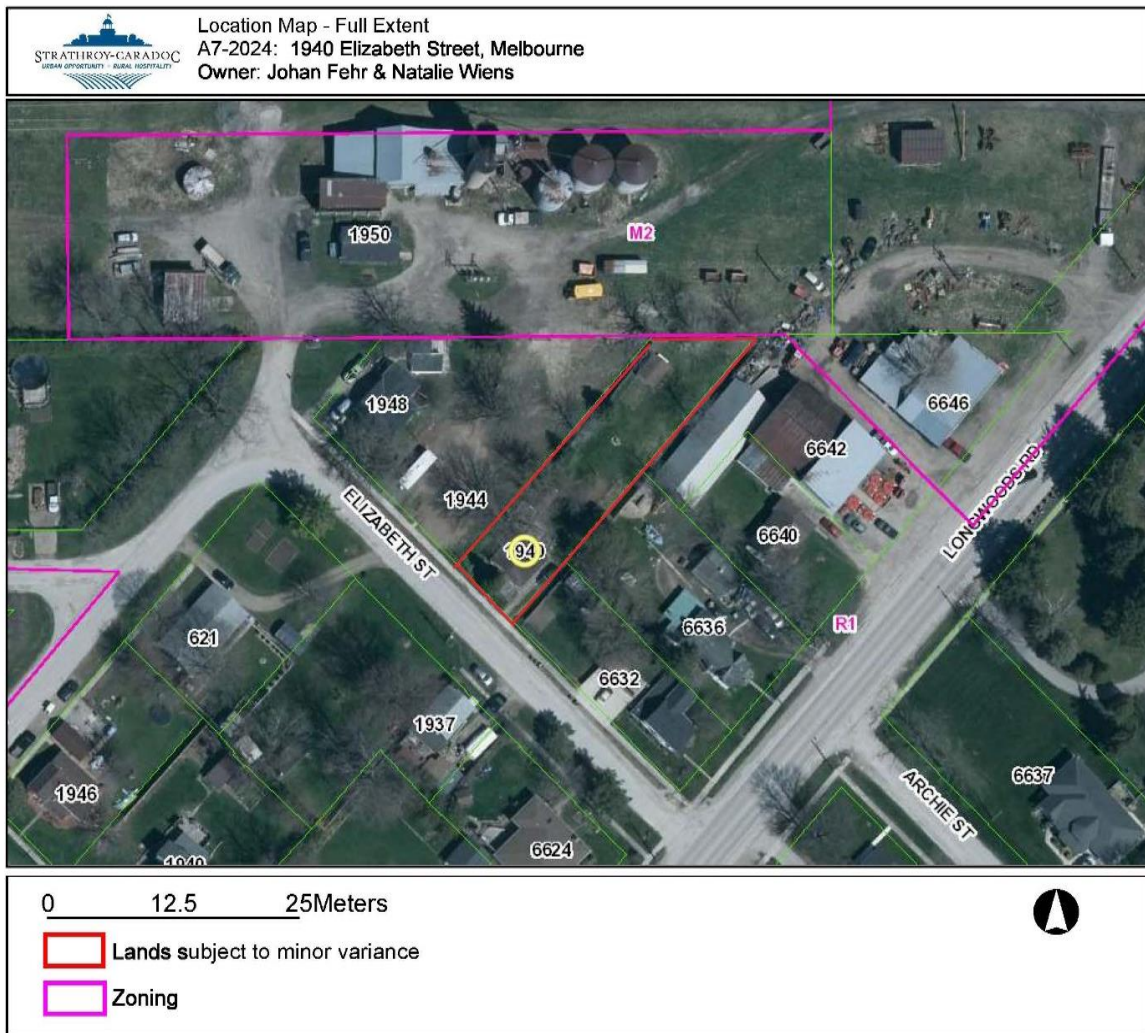 STRATHROY-CARADOC
URBAN OPPORTUNITY - RURAL HOSPITALITY
Location Map - Full Extent
A7-2024: 1940 Elizabeth Street, Melbourne
Owner: Johan Fehr & Natalie Wiens
1950
M2
1948
6646
6642
1944
ELIZABETH ST
LONGWOODS RD
1940
6640
621
6636
R1
6632
1937
1946
ARCHIE ST
6637
1940
6624
0 12.5 25Meters
Lands subject to minor variance
Zoning